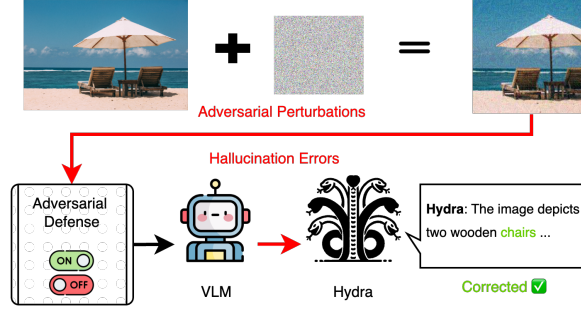 Adversarial Perturbations
Hallucination Errors
Adversarial
Defense
ON
OFF
VLM
Hydra
Hydra: The image depicts
two wooden chairs ...
Corrected ✅